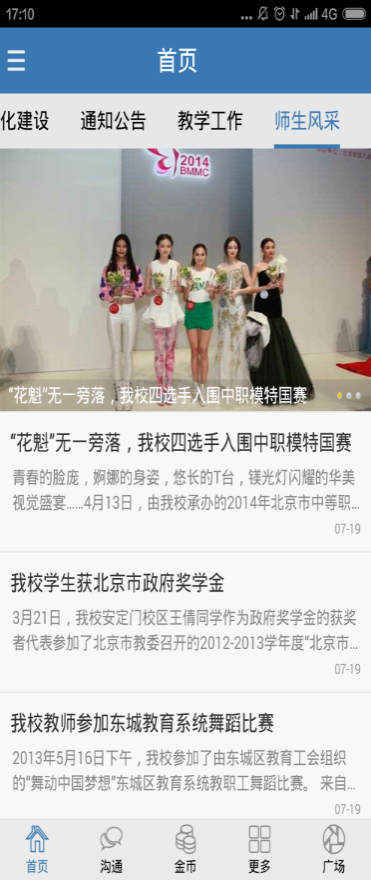 17:10
4G
首页
化建设
通知公告
教学工作
师生风采
2014
BMMC
“花魁”无一旁落，我校四选手入围中职模特国赛
“花魁”无一旁落，我校四选手入围中职模特国赛
青春的脸庞，婀娜的身姿，悠长的T台，镁光灯闪耀的华美
视觉盛宴......4月13日，由我校承办的2014年北京市中等职...
07-19
我校学生获北京市政府奖学金
3月21日，我校安定门校区王倩同学作为政府奖学金的获奖
者代表参加了北京市教委召开的2012-2013学年度“北京市...
07-19
我校教师参加东城教育系统舞蹈比赛
2013年5月16日下午，我校参加了由东城区教育工会组织
的“舞动中国梦想”东城区教育系统教职工舞蹈比赛。 来自...
07-19
首页
沟通
金币
更多
广场